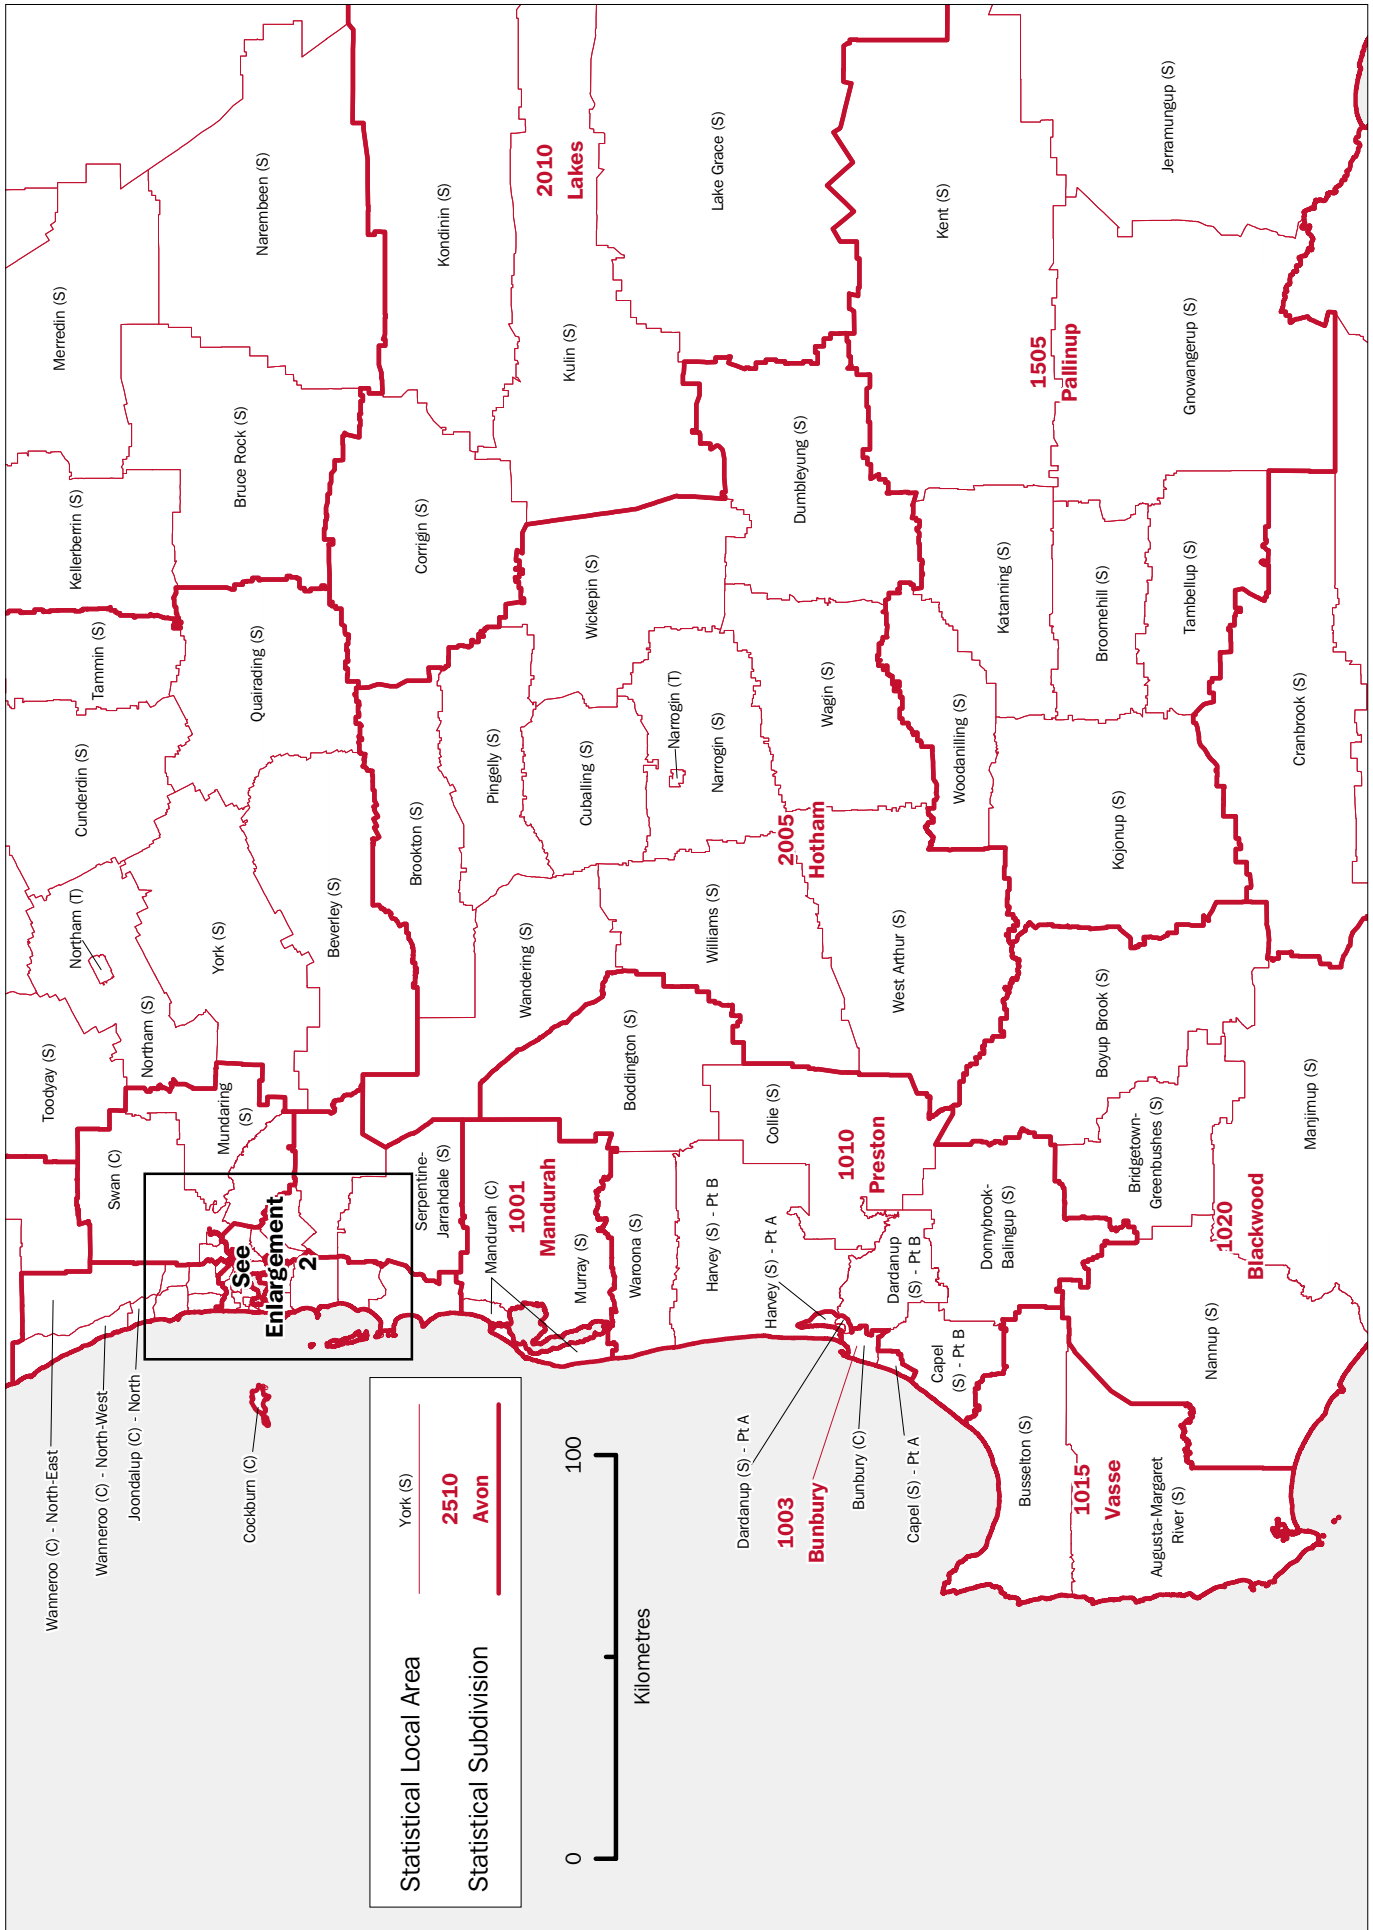 Wanneroo (C) - North-East
Wanneroo (C) - North-West
Joondalup (C) - North
Cockburn (C)
See
Enlargement
2
Swan (C)
Mundaring
(S)
Toodyay (S)
Northam (S)
Northam (T)
York (S)
Beverley (S)
Cunderdin (S)
Tammin (S)
Quairading (S)
Kellerberrin (S)
Bruce Rock (S)
Merredin (S)
Narembeen (S)
Statistical Local Area
York (S)
Statistical Subdivision
2510
Avon
0
100
Kilometres
Serpentine-
Jarrahdale (S)
Mandurah (C)
1001
Mandurah
Murray (S)
Waroona (S)
Boddington (S)
Wandering (S)
Brookton (S)
Pingelly (S)
Cuballing (S)
Corrigin (S)
Wickepin (S)
Kondinin (S)
Kulin (S)
2010
Lakes
Lake Grace (S)
Harvey (S) - Pt B
Collie (S)
Williams (S)
Narrogin (T)
Narrogin (S)
2005
Hotham
Wagin (S)
Dumbleyung (S)
West Arthur (S)
Harvey (S) - Pt A
1010
Preston
Dardanup (S) - Pt A
1003
Bunbury
Bunbury (C)
Capel (S) - Pt A
Dardanup
(S) - Pt B
Capel
(S) - Pt B
Donnybrook-
Balingup (S)
Busselton (S)
1015
Vasse
Augusta-Margaret
River (S)
Nannup (S)
1020
Blackwood
Bridgetown-
Greenbushes (S)
Boyup Brook (S)
Manjimup (S)
Woodanilling (S)
Katanning (S)
Kojonup (S)
Broomehill (S)
Tambellup (S)
Cranbrook (S)
Kent (S)
1505
Pallinup
Gnowangerup (S)
Jerramungup (S)